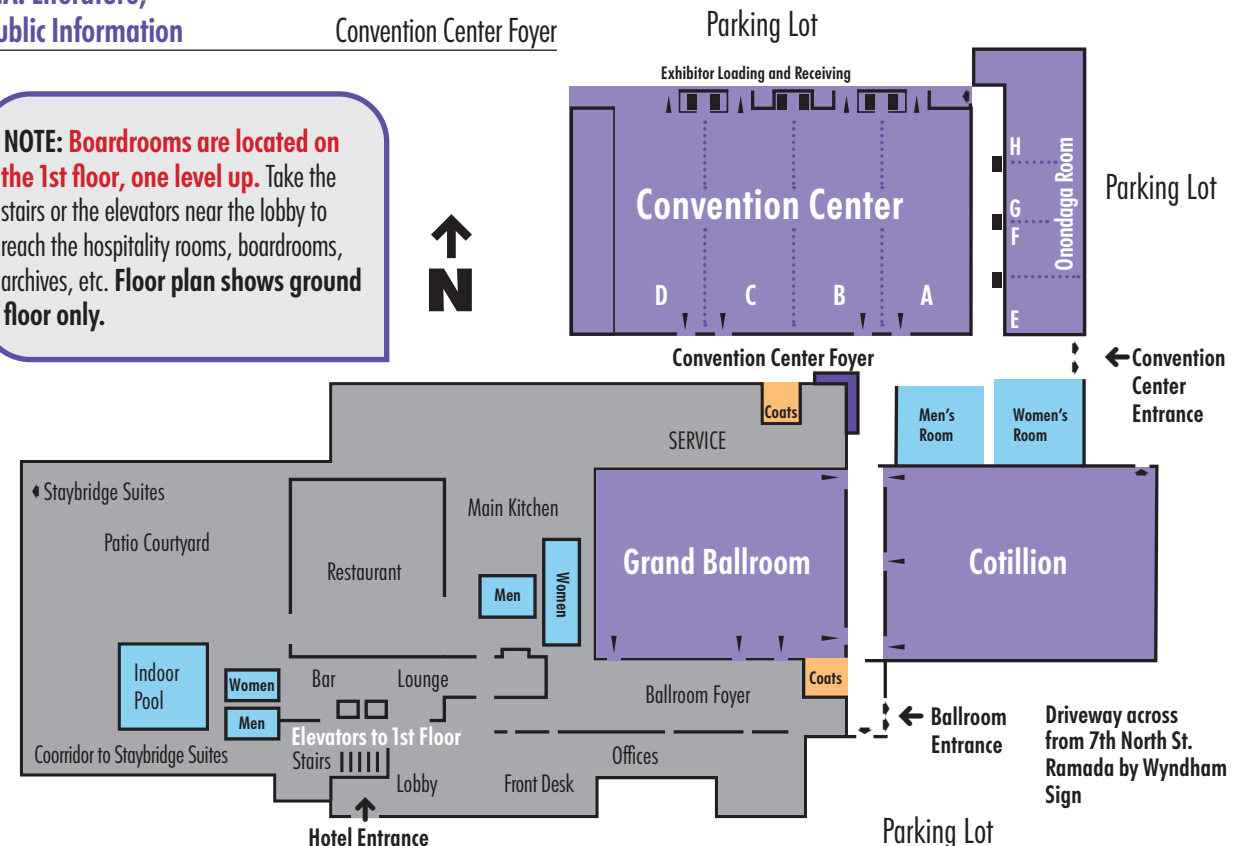 Public Information
Convention Center Foyer
NOTE: Boardrooms are located on
the 1st floor, one level up. Take the
stairs or the elevators near the lobby to
reach the hospitality rooms, boardrooms,
archives, etc. Floor plan shows ground
floor only.
N
Parking Lot
Exhibitor Loading and Receiving
Convention Center
D
C
B
A
H
G
F
E
Onondaga Room
Parking Lot
Convention Center Foyer
Convention
Center
Entrance
Coats
SERVICE
Men's
Room
Women's
Room
Staybridge Suites
Patio Courtyard
Restaurant
Main Kitchen
Men
Women
Grand Ballroom
Cotillion
Indoor
Pool
Women
Men
Bar
Lounge
Elevators to 1st Floor
Coorridor to Staybridge Suites
Stairs
Lobby
Front Desk
Ballroom Foyer
Coats
Offices
Ballroom
Entrance
Driveway across
from 7th North St.
Ramada by Wyndham
Sign
Hotel Entrance
Parking Lot